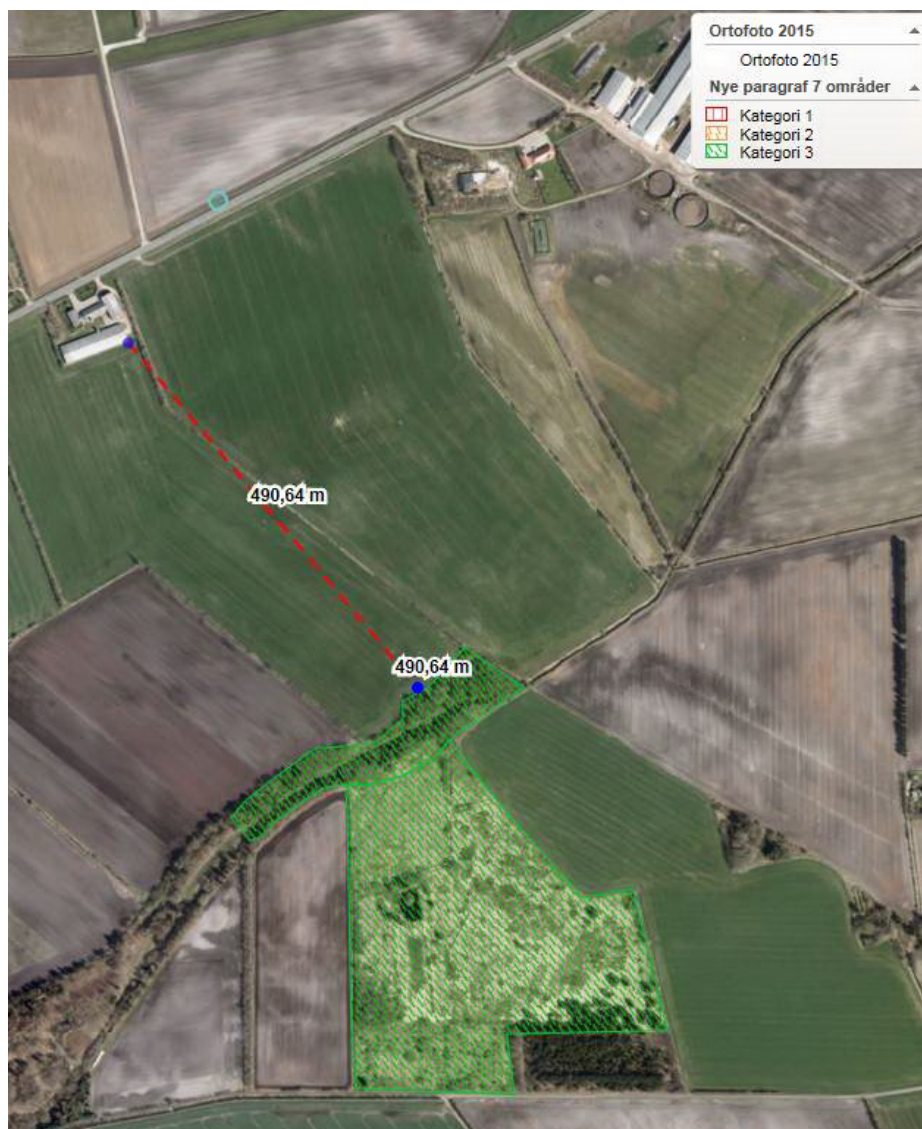 Ortofoto 2015
Ortofoto 2015
Nye paragraf 7 områder
Kategori 1
Kategori 2
Kategori 3
490,64 m
490,64 m